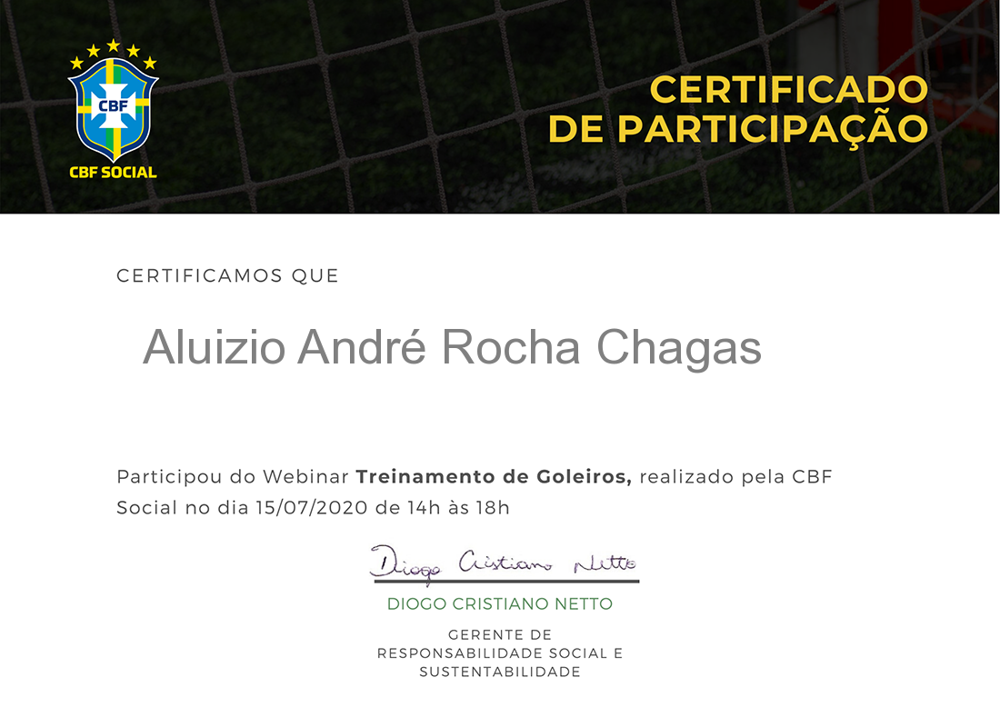 CBF
CBF SOCIAL
CERTIFICADO
DE PARTICIPAÇÃO
CERTIFICAMOS QUE
Aluizio André Rocha Chagas
Participou do Webinar Treinamento de Goleiros, realizado pela CBF
Social no dia 15/07/2020 de 14h às 18h
Diogo Cristiano Netto
DIOGO CRISTIANO NETTO
GERENTE DE
RESPONSABILIDADE SOCIAL E
SUSTENTABILIDADE